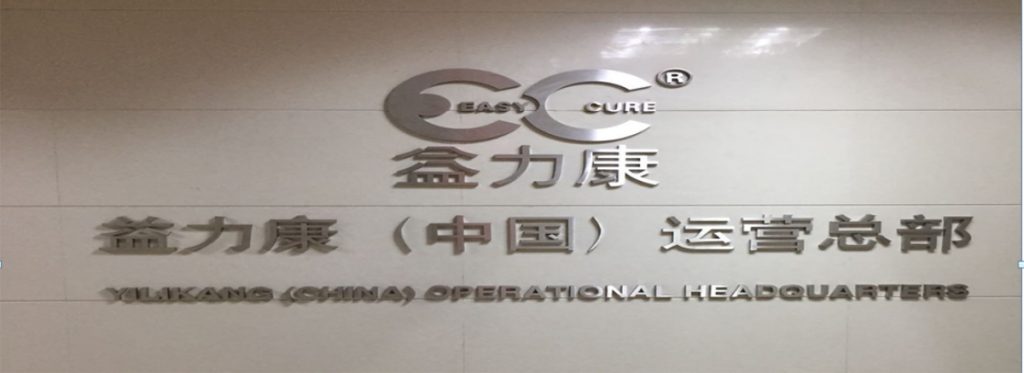 EASY CURE ®
益力康
益力康（中国）运营总部
YILIKANG (CHINA) OPERATIONAL HEADQUARTERS